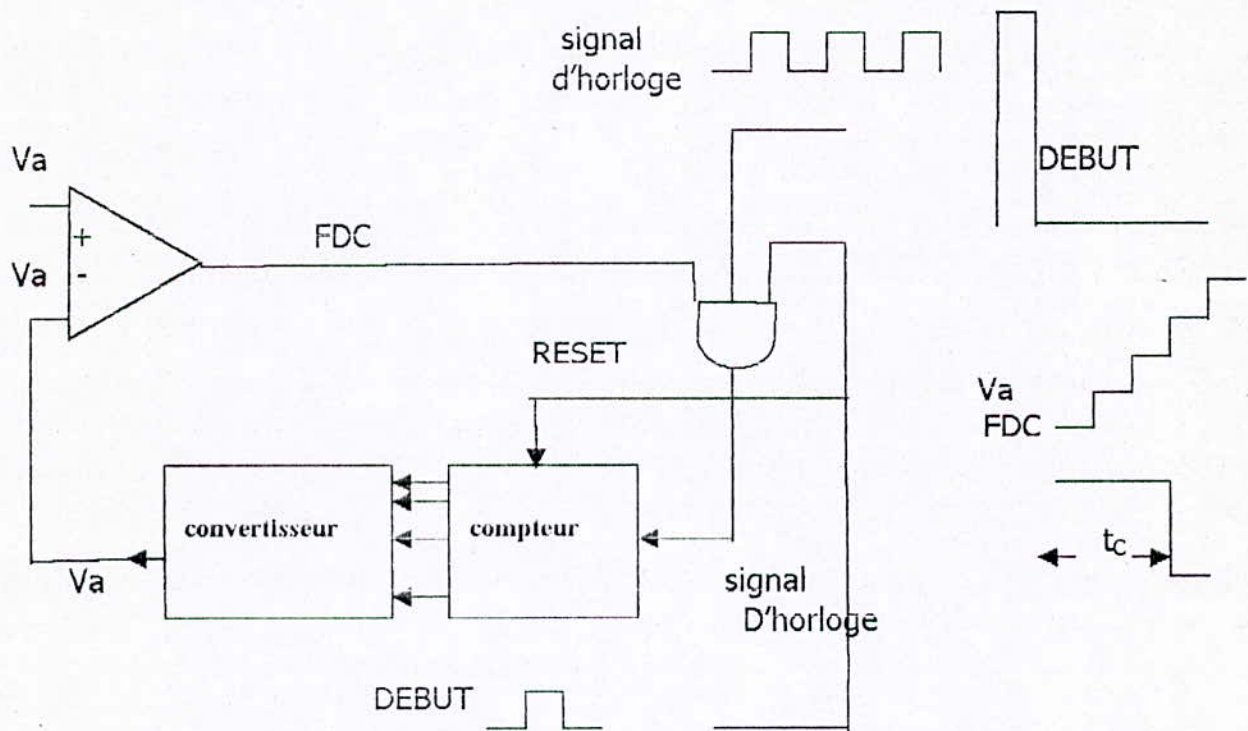 signal
d'horloge
DEBUT
Va
+
FDC
Va
-
RESET
Va
FDC
convertisseur
compteur
tc
Va
signal
D'horloge
DEBUT